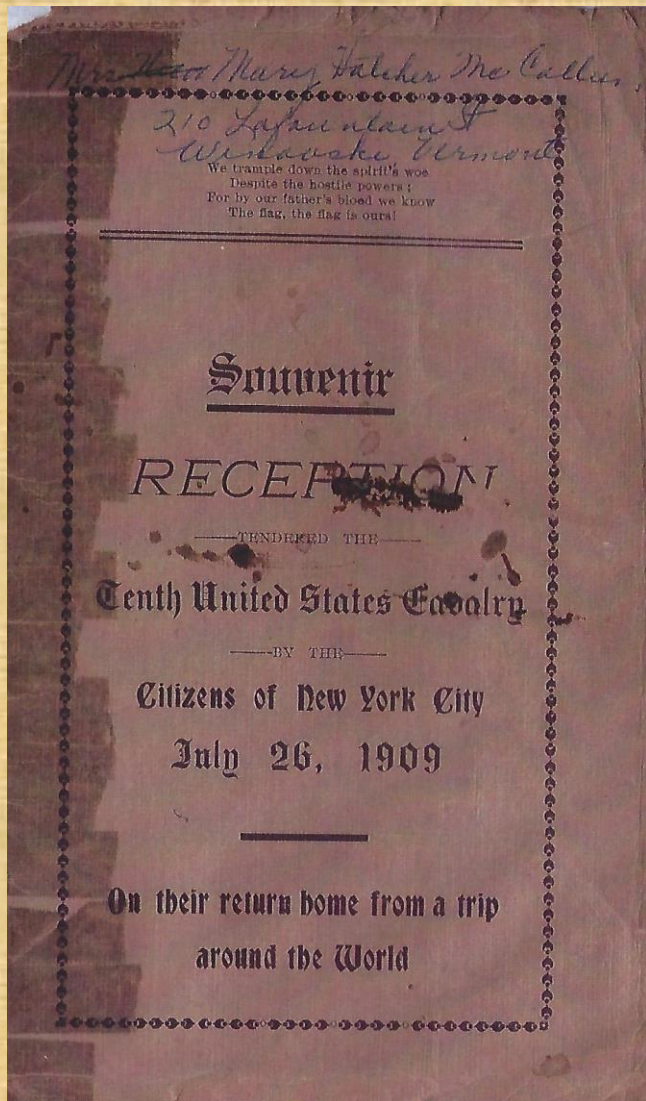 Mrs Mary Hatcher Mc Callum
210 Lafountain St
Winooski Vermont
We trample down the spirit's woe
Despite the hostile powers;
For by our father's blood we know
The flag, the flag is ours!
Souvenir
RECEPTION
TENDERED THE
Tenth United States Cavalry
BY THE
Citizens of New York City
July 26, 1909
On their return home from a trip
around the World